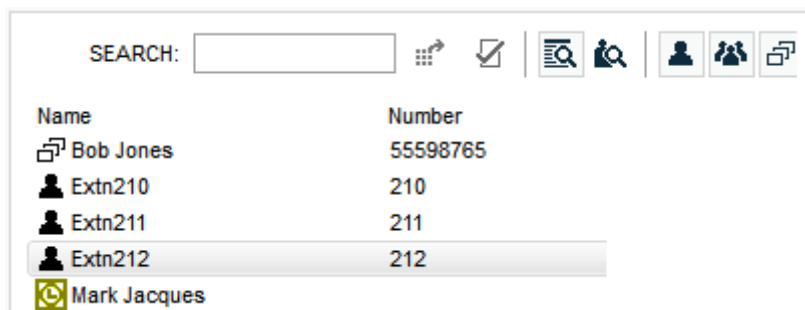 SEARCH:
Name Number
Bob Jones 55598765
Extn210 210
Extn211 211
Extn212 212
Mark Jacques